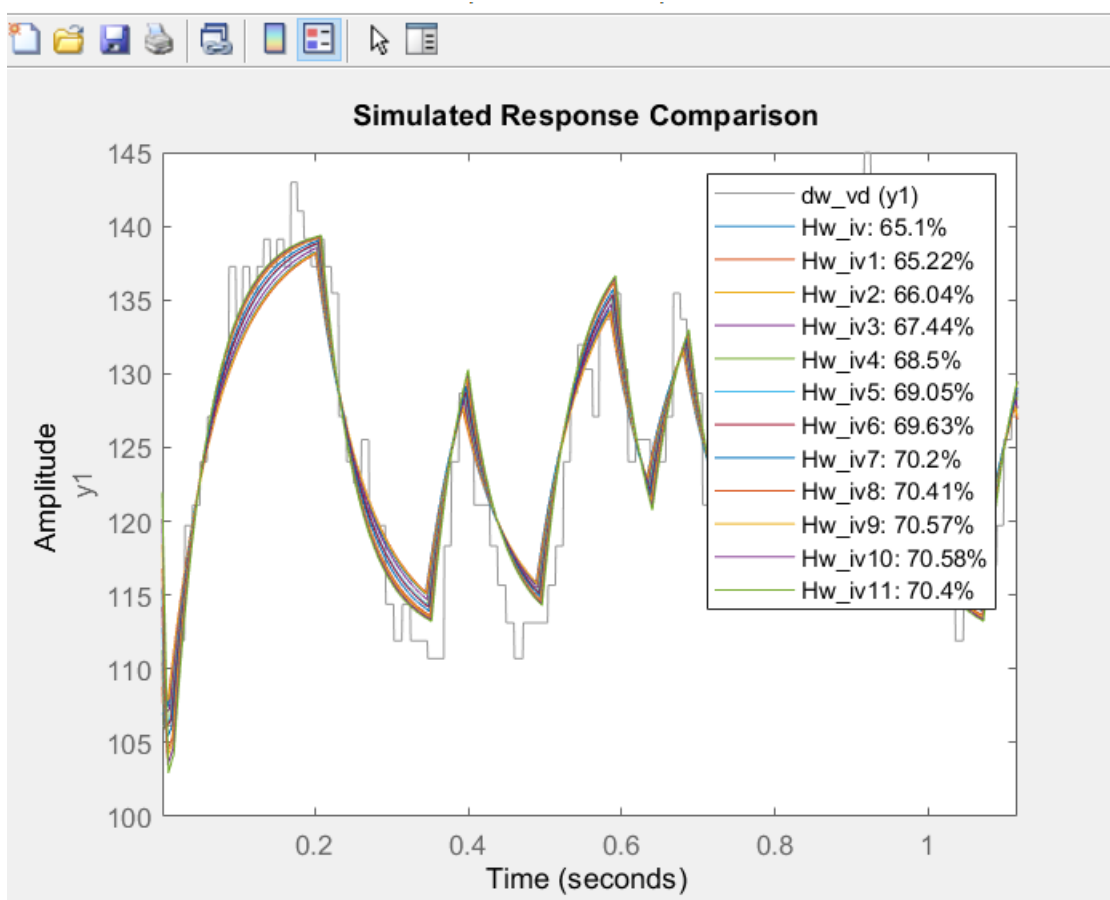 Simulated Response Comparison
145
140
135
130
125
120
115
110
105
100
Amplitude
y1
dw_vd (y1)
Hw_iv: 65.1%
Hw_iv1: 65.22%
Hw_iv2: 66.04%
Hw_iv3: 67.44%
Hw_iv4: 68.5%
Hw_iv5: 69.05%
Hw_iv6: 69.63%
Hw_iv7: 70.2%
Hw_iv8: 70.41%
Hw_iv9: 70.57%
Hw_iv10: 70.58%
Hw_iv11: 70.4%
0.2 0.4 0.6 0.8 1
Time (seconds)